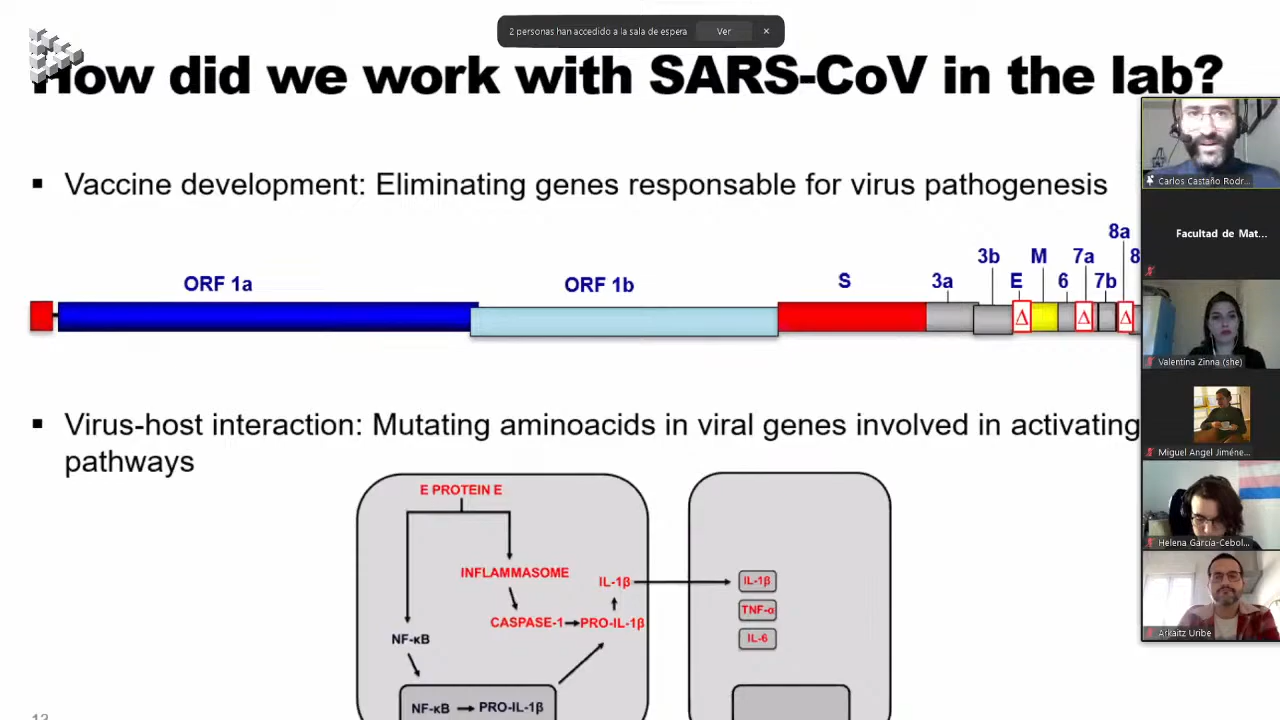 2 personas han accedido a la sala de espera Ver
How did we work with SARS-CoV in the lab?
Vaccine development: Eliminating genes responsable for virus pathogenesis
8a
3b M 7a 8
ORF 1a ORF 1b S 3a E 6 7b
Δ Δ Δ
Virus-host interaction: Mutating aminoacids in viral genes involved in activating
pathways
E PROTEIN E
INFLAMMASOME
IL-1β
CASPASE-1 PRO-IL-1β
NF-κB
NF-κB PRO-IL-1β
IL-1β
TNF-α
IL-6
Carlos Castaño Rodr...
Facultad de Mat...
Valentina Zinna (she)
Miguel Angel Jiméne...
Helena García-Cebol...
Arkaitz Uribe